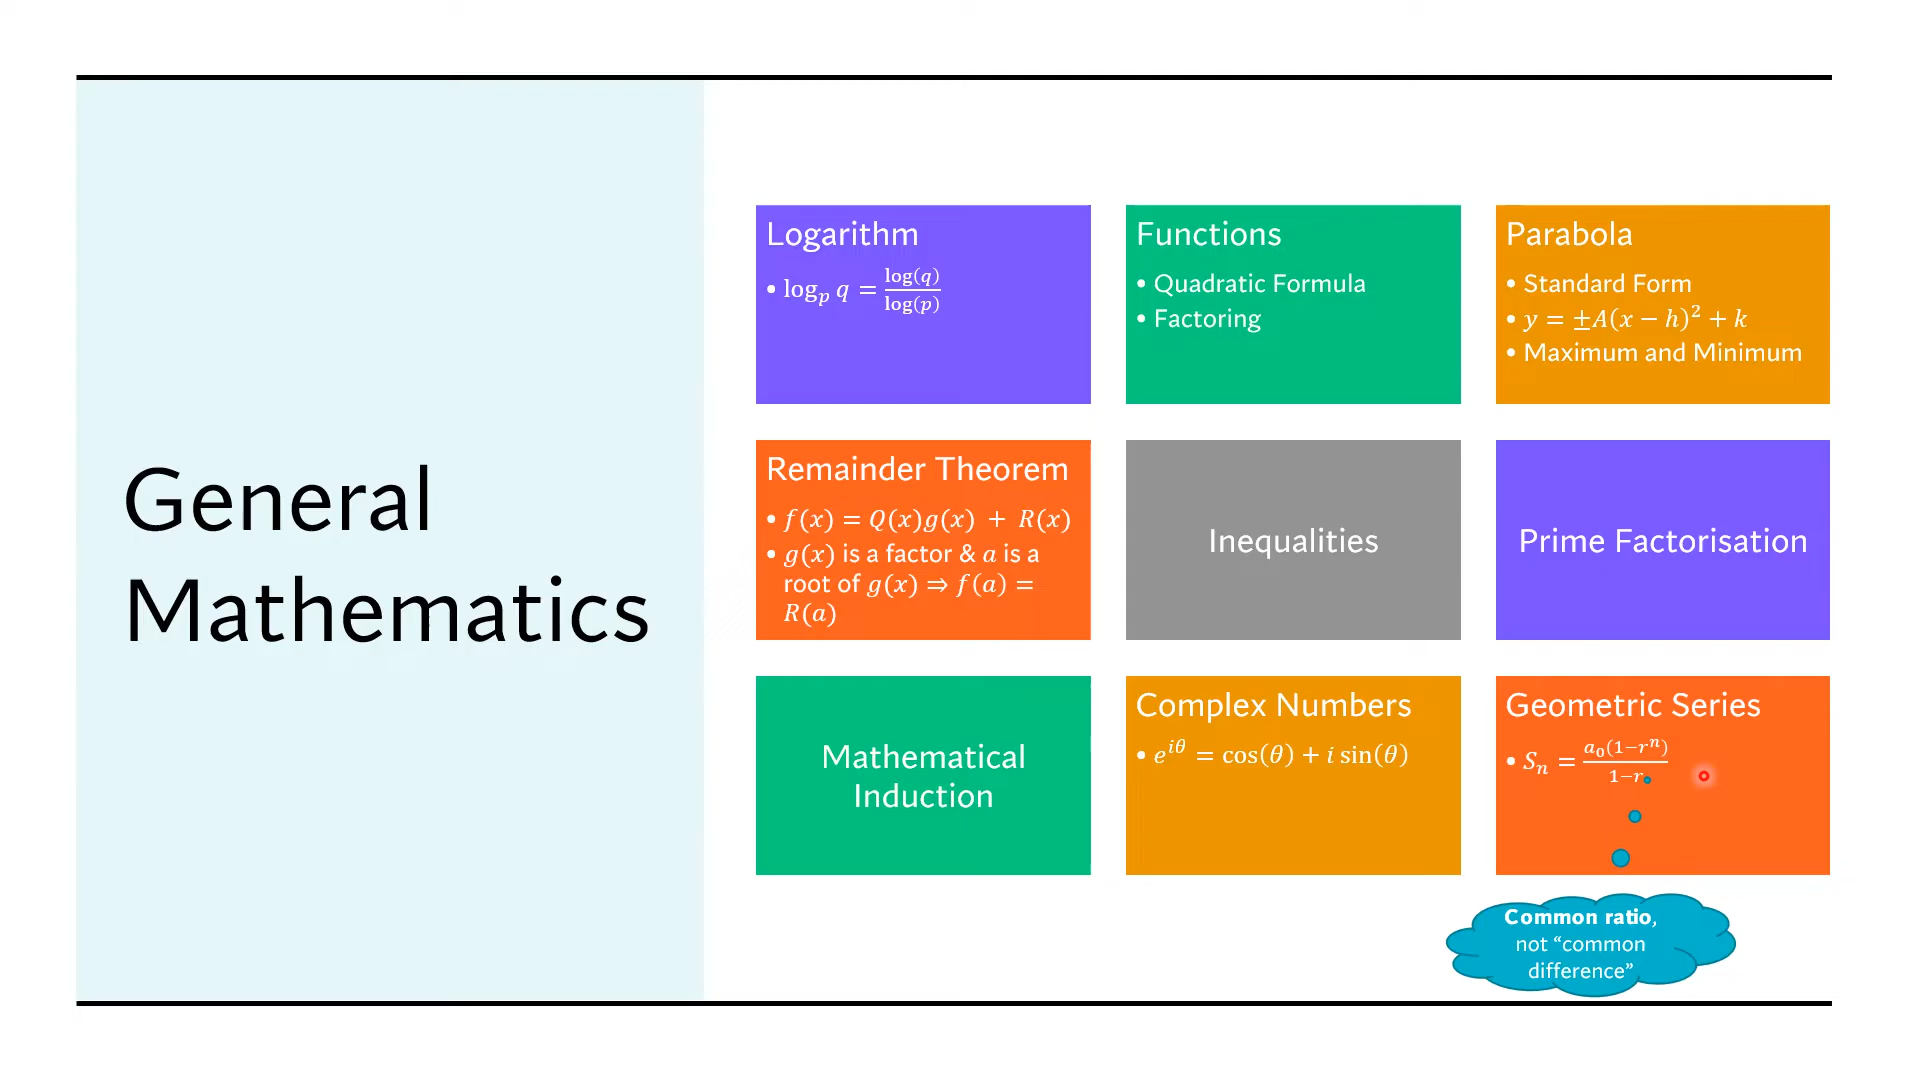 General
Mathematics
Logarithm
• log_p q = log(q)/log(p)
Functions
• Quadratic Formula
• Factoring
Parabola
• Standard Form
• y = ±A(x − h)² + k
• Maximum and Minimum
Remainder Theorem
• f(x) = Q(x)g(x) + R(x)
• g(x) is a factor & a is a
root of g(x) ⇒ f(a) =
R(a)
Inequalities
Prime Factorisation
Mathematical
Induction
Complex Numbers
• e^{iθ} = cos(θ) + i sin(θ)
Geometric Series
• S_n = a_0(1−r^n)/1−r
Common ratio,
not “common
difference”